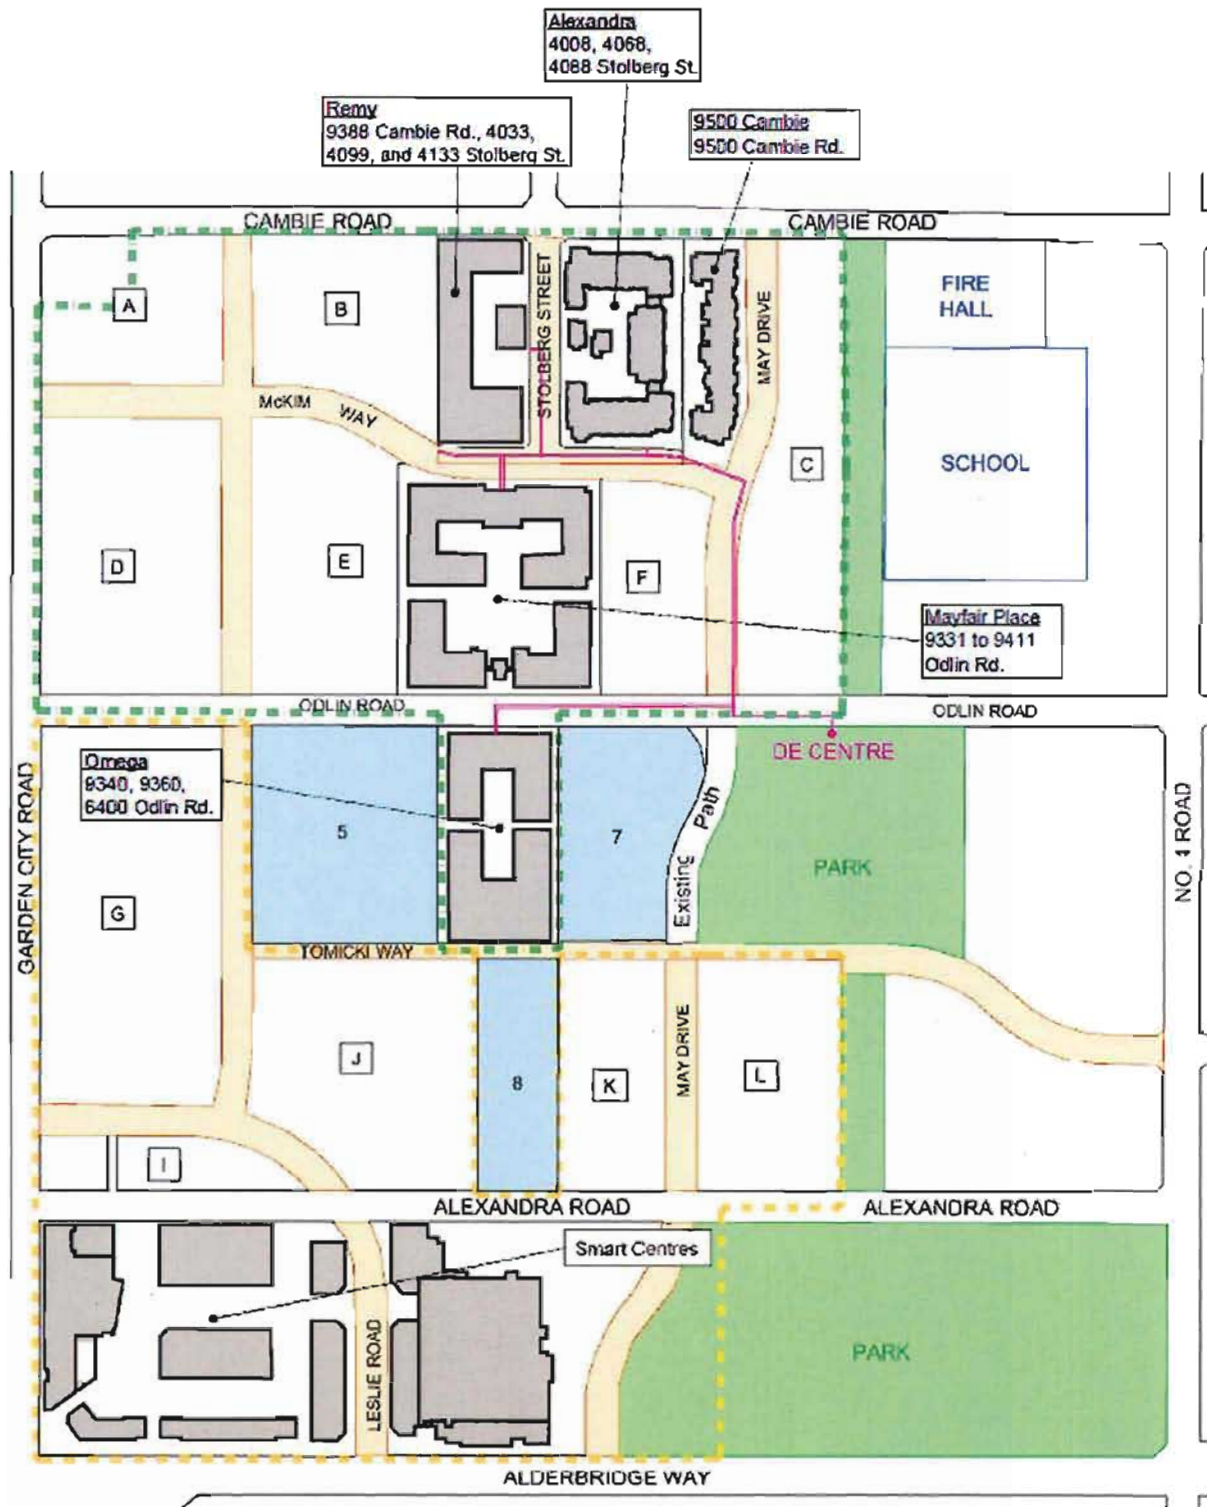 Alexandra
4008, 4068,
4088 Stolberg St.
Remy
9388 Cambie Rd., 4033,
4099, and 4133 Stolberg St.
9500 Cambie
9500 Cambie Rd.
CAMBIE ROAD
CAMBIE ROAD
A
B
STOLBERG STREET
MAY DRIVE
FIRE
HALL
McKIM
WAY
C
SCHOOL
D
E
F
Mayfair Place
9331 to 9411
Odlin Rd.
ODLIN ROAD
ODLIN ROAD
DE CENTRE
Omega
9340, 9360,
6400 Odlin Rd.
GARDEN CITY ROAD
5
7
Existing Path
PARK
NO. 4 ROAD
G
TOMICKI WAY
J
8
K
MAY DRIVE
L
I
ALEXANDRA ROAD
ALEXANDRA ROAD
Smart Centres
LESLIE ROAD
PARK
ALDERBRIDGE WAY